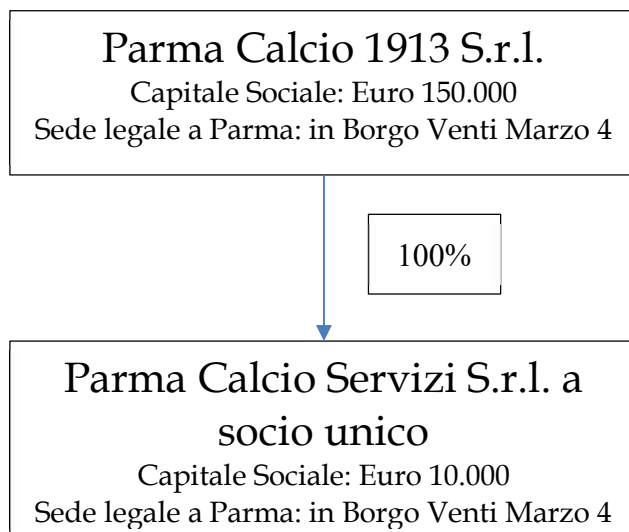 Parma Calcio 1913 S.r.l.
Capitale Sociale: Euro 150.000
Sede legale a Parma: in Borgo Venti Marzo 4
100%
Parma Calcio Servizi S.r.l. a
socio unico
Capitale Sociale: Euro 10.000
Sede legale a Parma: in Borgo Venti Marzo 4